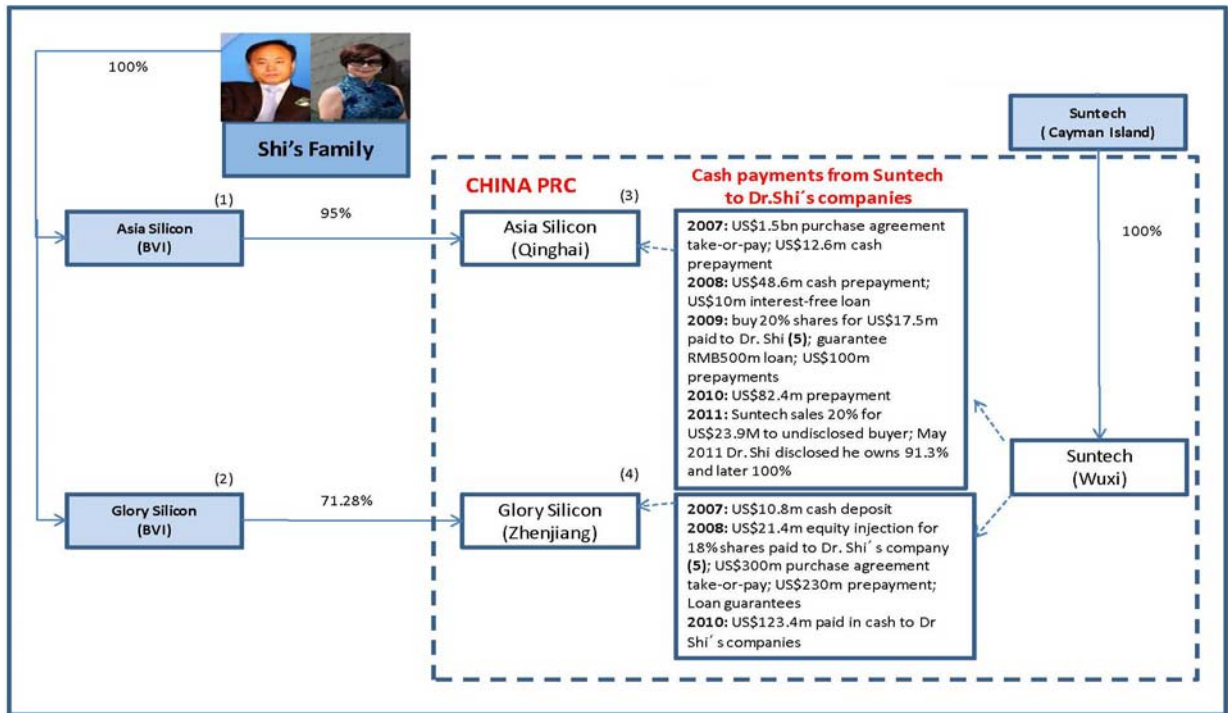 100%
Shi's Family
Suntech
( Cayman Island)
100%
CHINA PRC
Cash payments from Suntech
to Dr.Shi´s companies
(1)
Asia Silicon
(BVI)
95%
(3)
Asia Silicon
(Qinghai)
2007: US$1.5bn purchase agreement
take-or-pay; US$12.6m cash
prepayment
2008: US$48.6m cash prepayment;
US$10m interest-free loan
2009: buy 20% shares for US$17.5m
paid to Dr. Shi (5); guarantee
RMB500m loan; US$100m
prepayments
2010: US$82.4m prepayment
2011: Suntech sales 20% for
US$23.9M to undisclosed buyer; May
2011 Dr. Shi disclosed he owns 91.3%
and later 100%
Suntech
(Wuxi)
(2)
Glory Silicon
(BVI)
71.28%
(4)
Glory Silicon
(Zhenjiang)
2007: US$10.8m cash deposit
2008: US$21.4m equity injection for
18% shares paid to Dr. Shi´s company
(5); US$300m purchase agreement
take-or-pay; US$230m prepayment;
Loan guarantees
2010: US$123.4m paid in cash to Dr
Shi´s companies